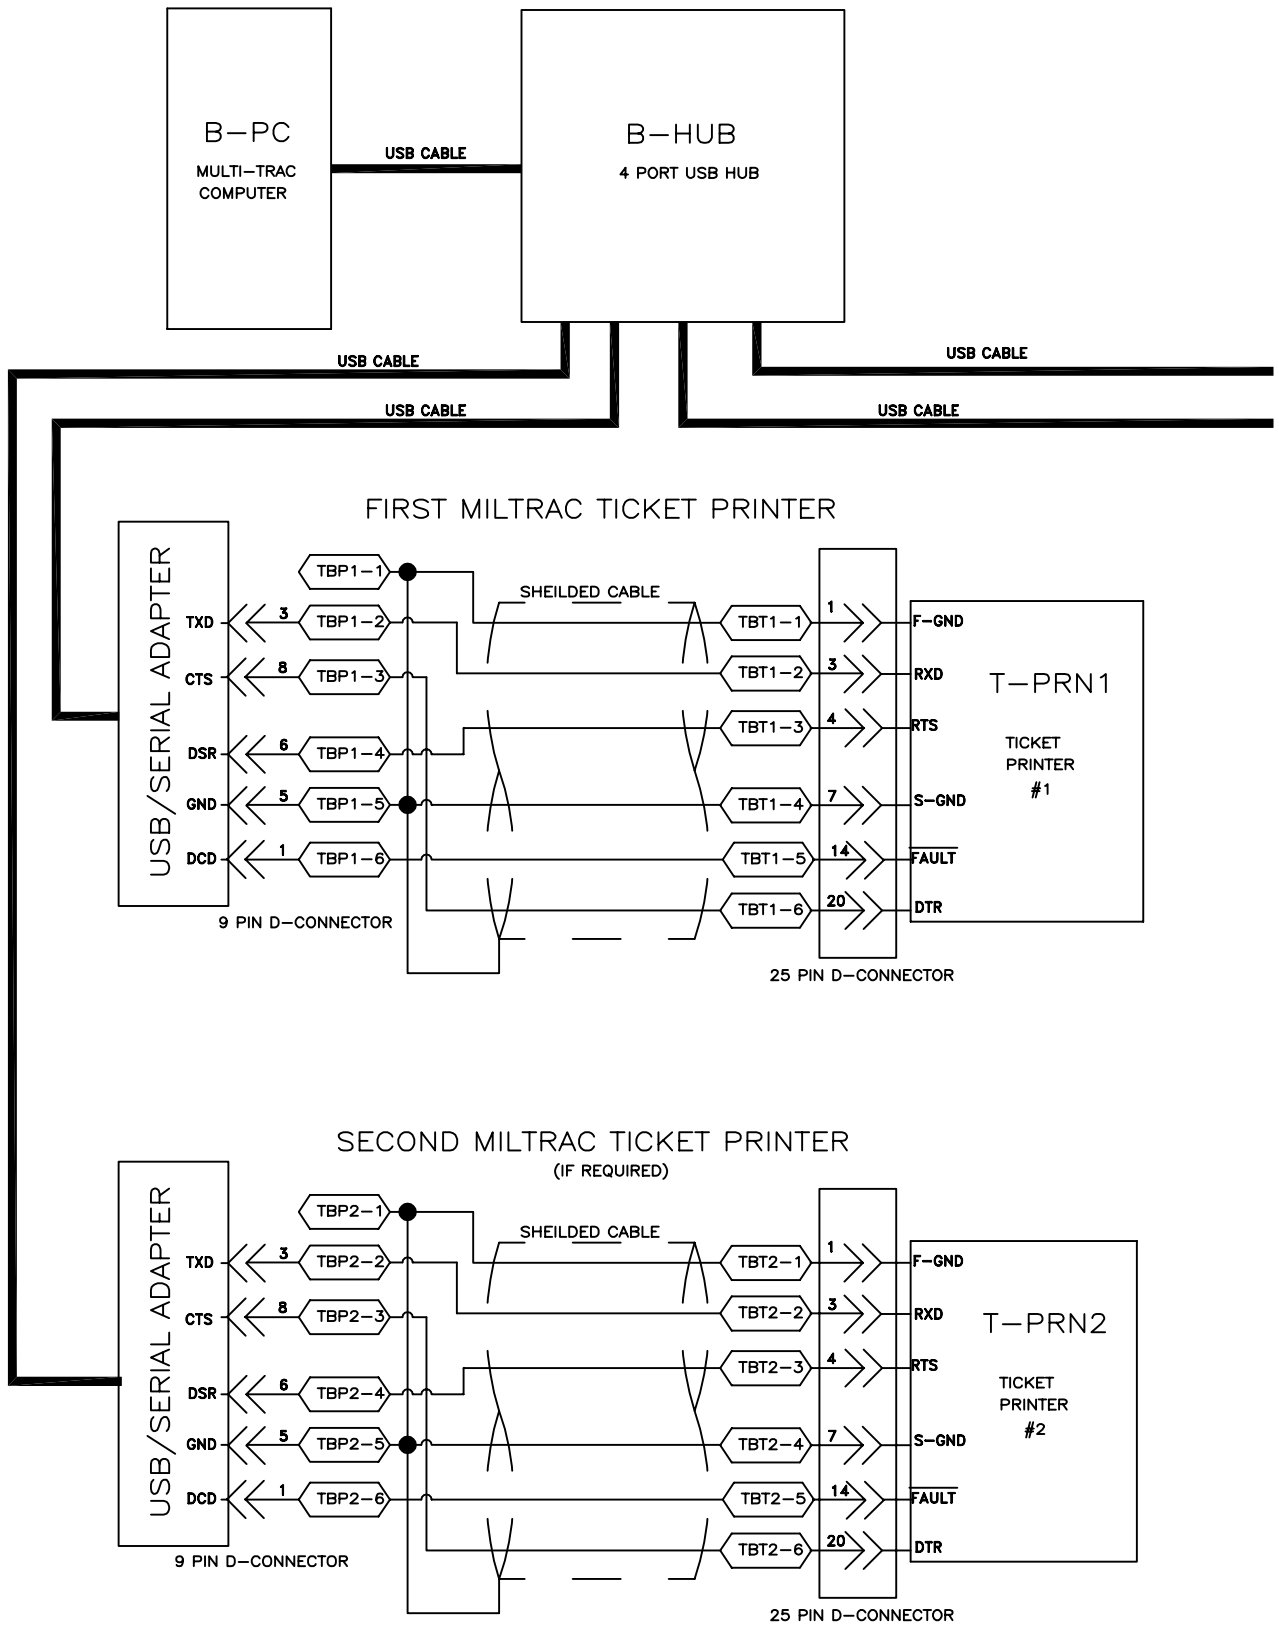 B-PC
MULTI-TRAC
COMPUTER
USB CABLE
B-HUB
4 PORT USB HUB
USB CABLE
USB CABLE
USB CABLE
USB CABLE
FIRST MILTRAC TICKET PRINTER
USB/SERIAL ADAPTER
TBP1-1
SHEILDED CABLE
TXD 3 TBP1-2 TBT1-1 1 F-GND
CTS 8 TBP1-3 TBT1-2 3 RXD
T-PRN1
TBT1-3 4 RTS
DSR 6 TBP1-4
TICKET
PRINTER
#1
GND 5 TBP1-5 TBT1-4 7 S-GND
DCD 1 TBP1-6 TBT1-5 14 FAULT
TBT1-6 20 DTR
9 PIN D-CONNECTOR
25 PIN D-CONNECTOR
SECOND MILTRAC TICKET PRINTER
(IF REQUIRED)
USB/SERIAL ADAPTER
TBP2-1
SHEILDED CABLE
TXD 3 TBP2-2 TBT2-1 1 F-GND
CTS 8 TBP2-3 TBT2-2 3 RXD
T-PRN2
TBT2-3 4 RTS
DSR 6 TBP2-4
TICKET
PRINTER
#2
GND 5 TBP2-5 TBT2-4 7 S-GND
DCD 1 TBP2-6 TBT2-5 14 FAULT
TBT2-6 20 DTR
9 PIN D-CONNECTOR
25 PIN D-CONNECTOR